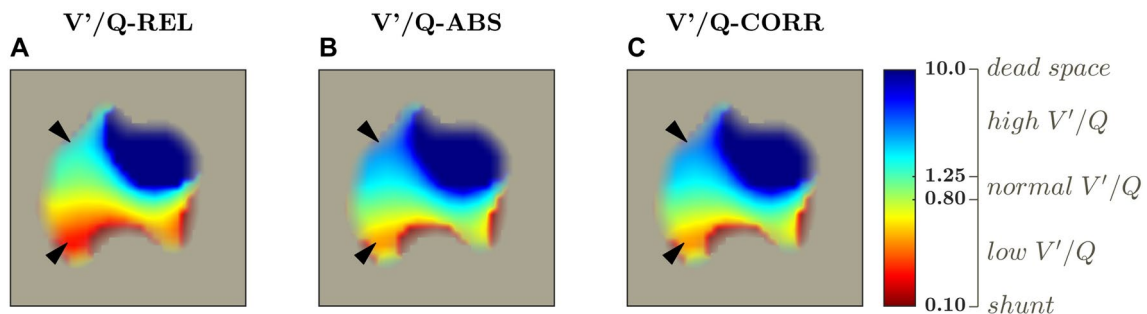 V'/Q-REL
V'/Q-ABS
V'/Q-CORR
A
B
C
10.0
1.25
0.80
0.10
dead space
high V'/Q
normal V'/Q
low V'/Q
shunt